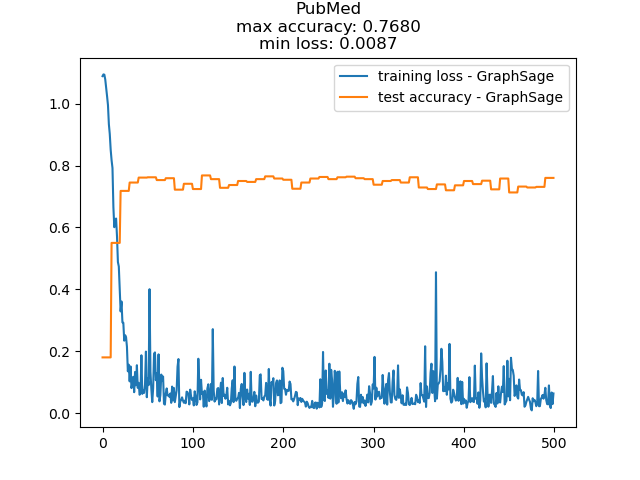 PubMed
max accuracy: 0.7680
min loss: 0.0087
training loss - GraphSage
test accuracy - GraphSage
1.0
0.8
0.6
0.4
0.2
0.0
0 100 200 300 400 500